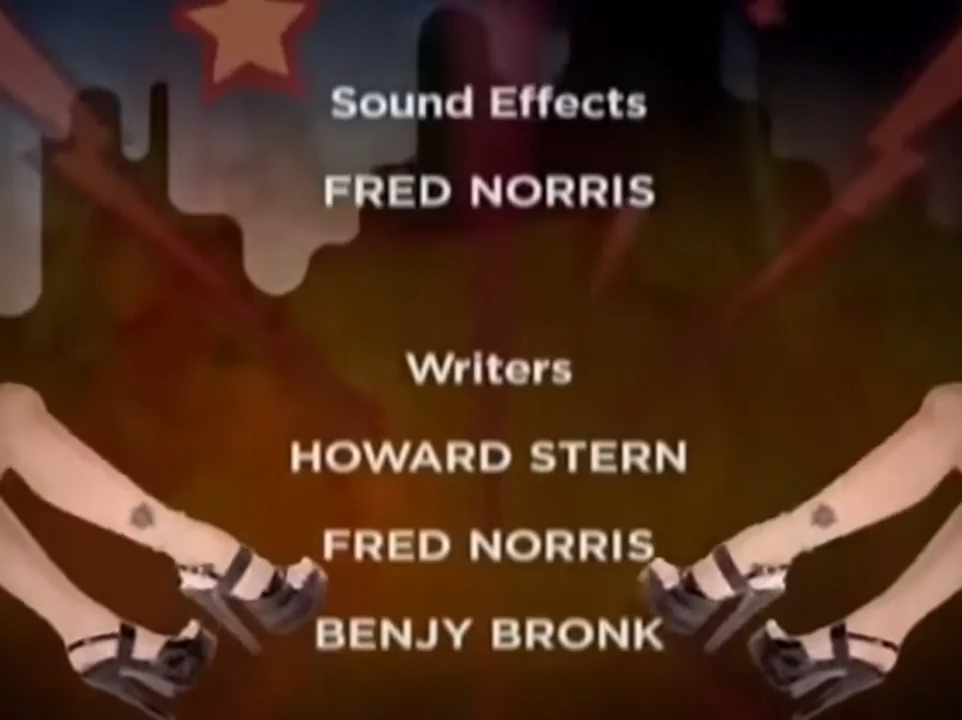 Sound Effects
FRED NORRIS
Writers
HOWARD STERN
FRED NORRIS
BENJY BRONK